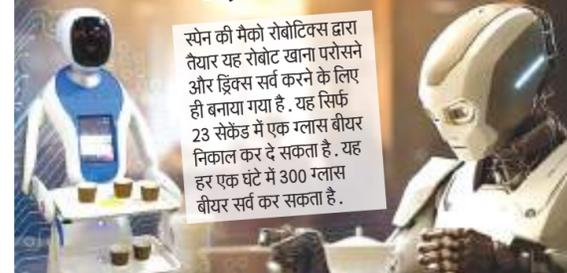 स्पेन की मैको रोबोटिक्स द्वारा
तैयार यह रोबोट खाना परोसने
और ड्रिंक्स सर्व करने के लिए
ही बनाया गया है . यह सिर्फ
23 सेकेंड में एक ग्लास बीयर
निकाल कर दे सकता है . यह
हर एक घंटे में 300 ग्लास
बीयर सर्व कर सकता है .